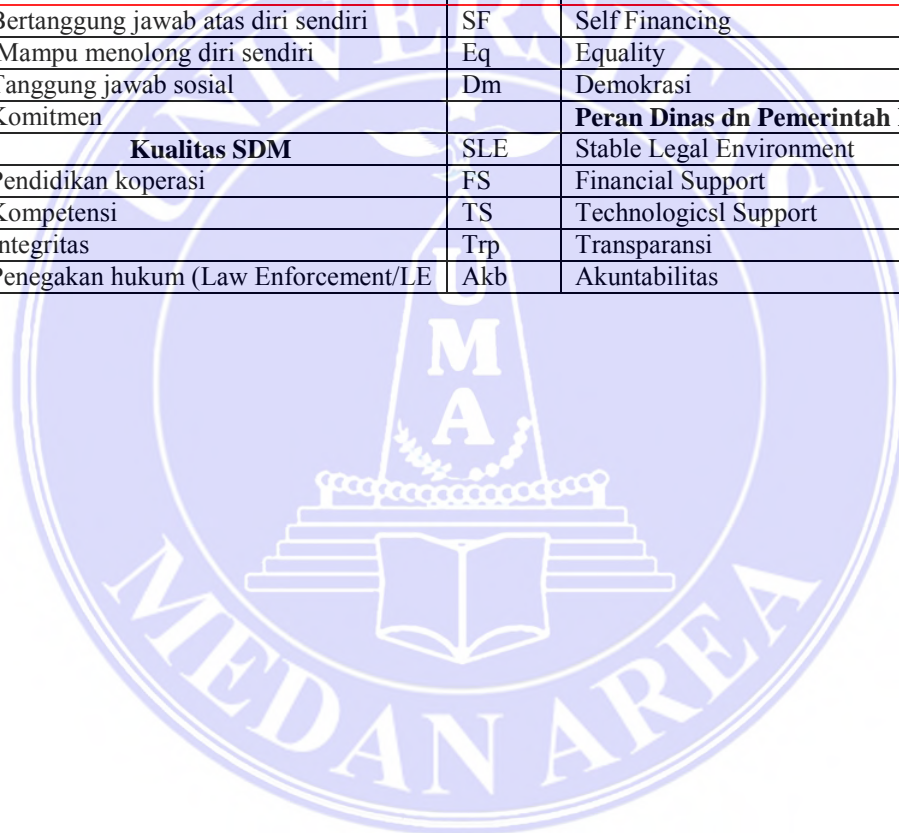 Bertanggung jawab atas diri sendiri SF Self Financing
Mampu menolong diri sendiri Eq Equality
Tanggung jawab sosial Dm Demokrasi
Komitmen Peran Dinas dn Pemerintah
Kualitas SDM SLE Stable Legal Environment
Pendidikan koperasi FS Financial Support
Kompetensi TS Technologicsl Support
Integritas Trp Transparansi
Penegakan hukum (Law Enforcement/LE Akb Akuntabilitas
UNIVERSITAS
U
M
A
MEDAN AREA